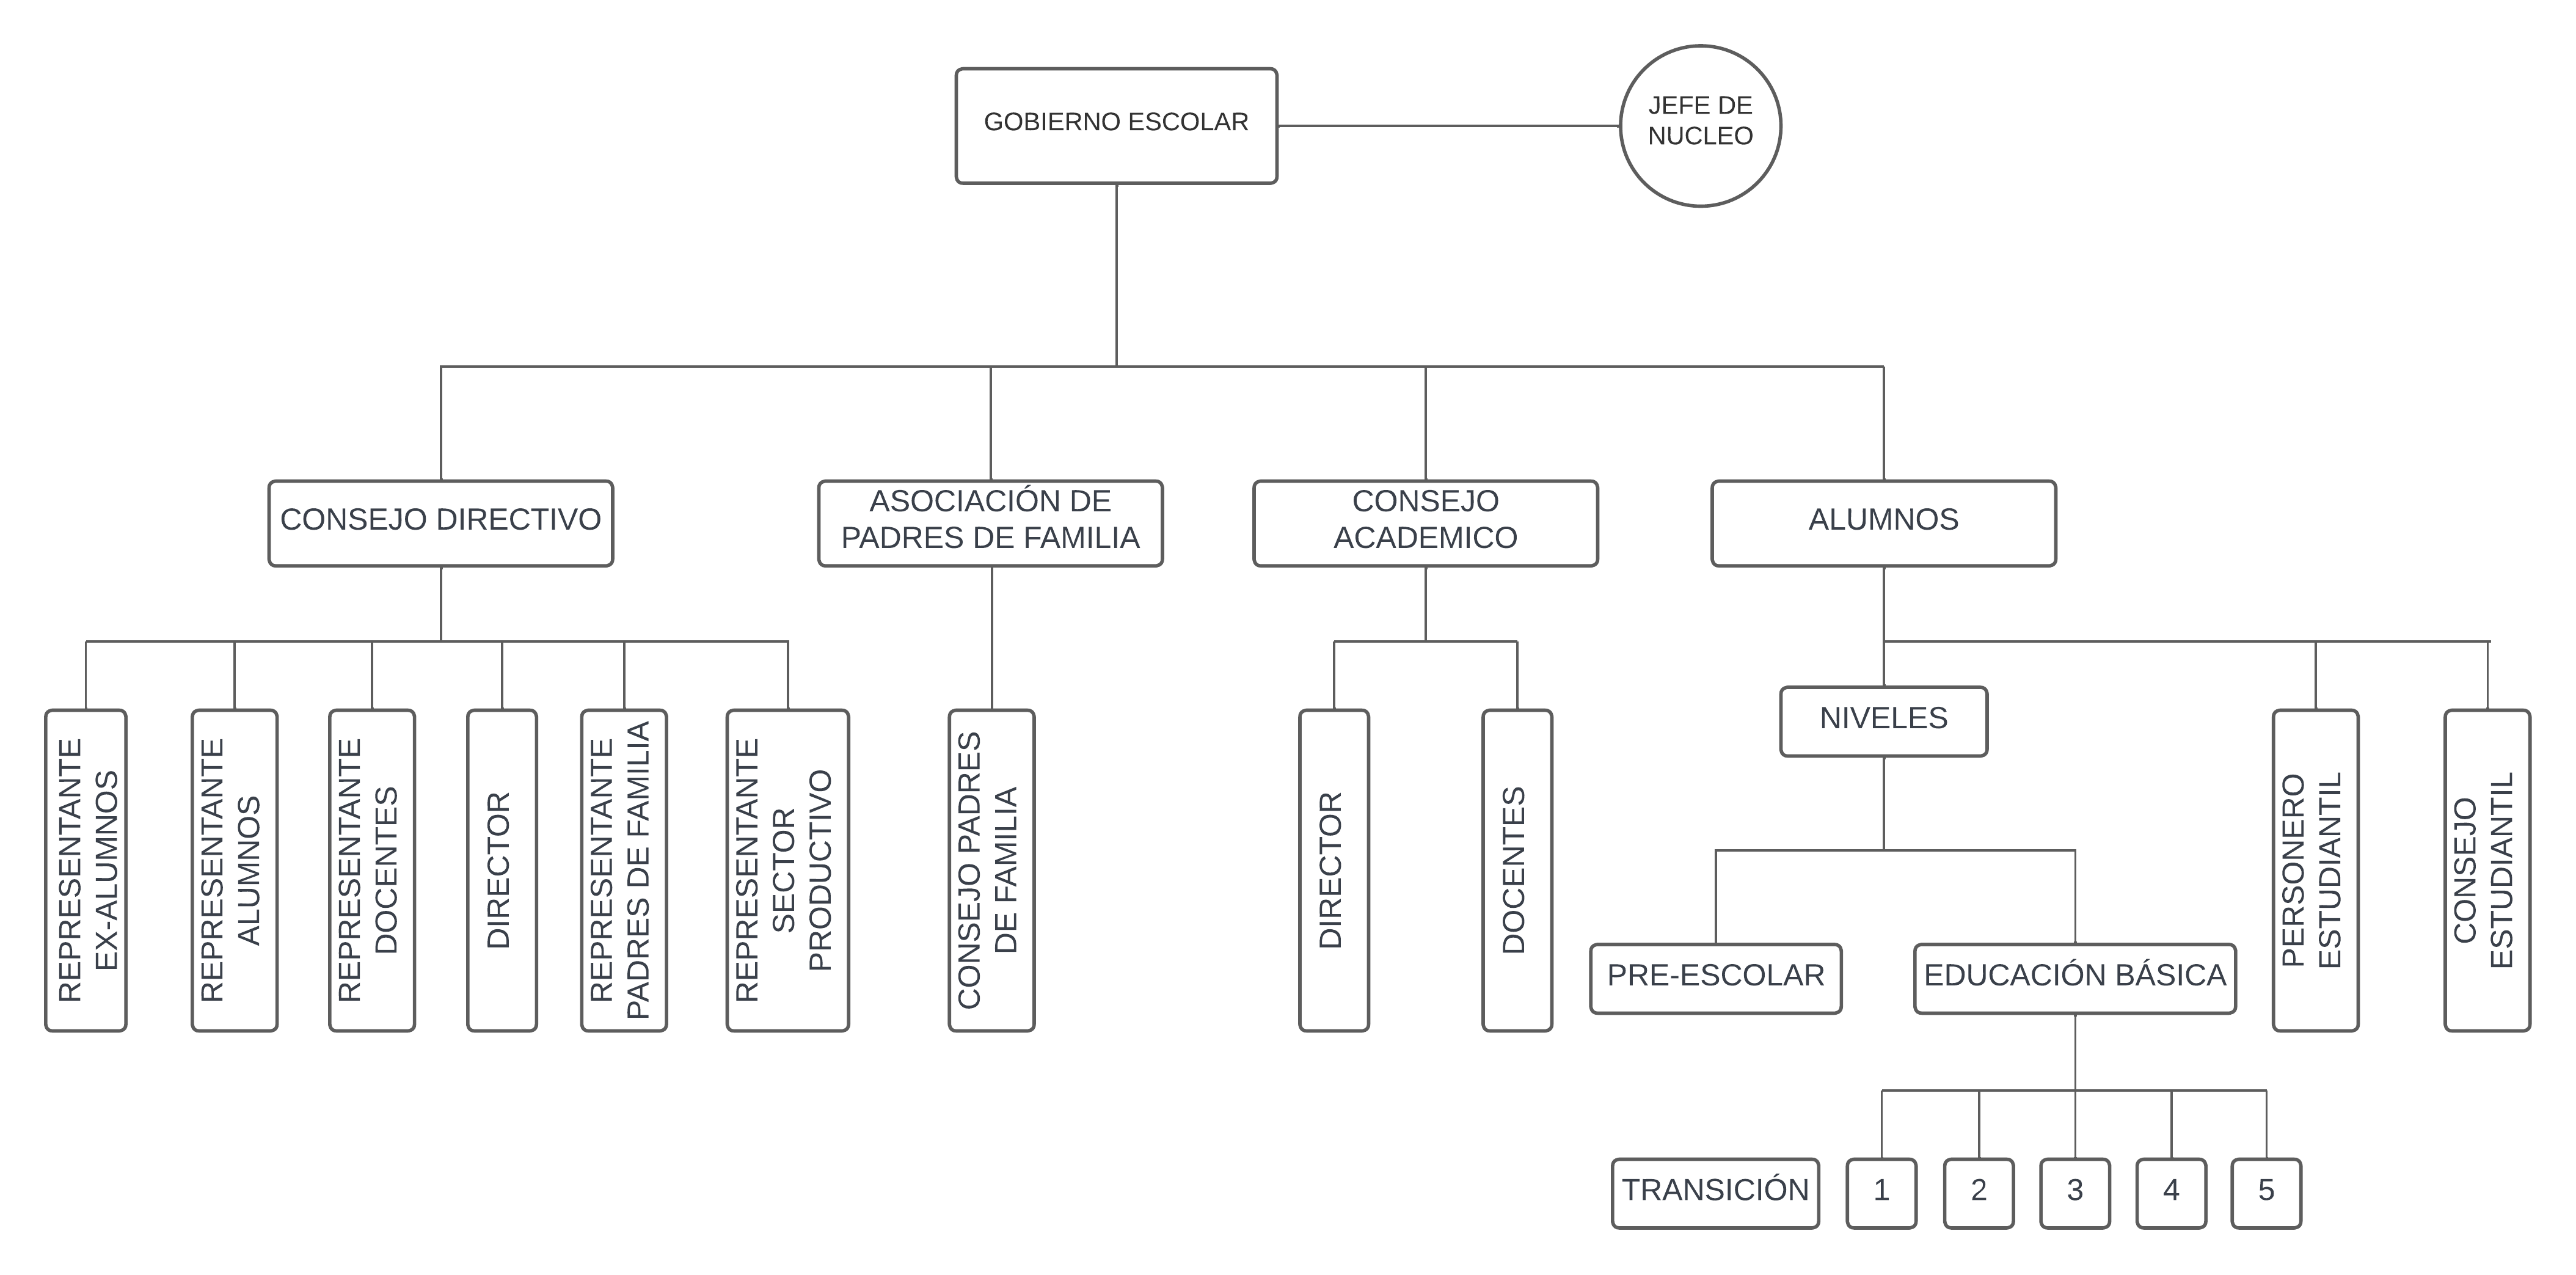 GOBIERNO ESCOLAR
JEFE DE
NUCLEO
CONSEJO DIRECTIVO
ASOCIACIÓN DE
PADRES DE FAMILIA
CONSEJO
ACADEMICO
ALUMNOS
REPRESENTANTE
EX-ALUMNOS
REPRESENTANTE
ALUMNOS
REPRESENTANTE
DOCENTES
DIRECTOR
REPRESENTANTE
PADRES DE FAMILIA
REPRESENTANTE
SECTOR
PRODUCTIVO
CONSEJO PADRES
DE FAMILIA
DIRECTOR
DOCENTES
NIVELES
PERSONERO
ESTUDIANTIL
CONSEJO
ESTUDIANTIL
PRE-ESCOLAR
EDUCACIÓN BÁSICA
TRANSICIÓN
1
2
3
4
5